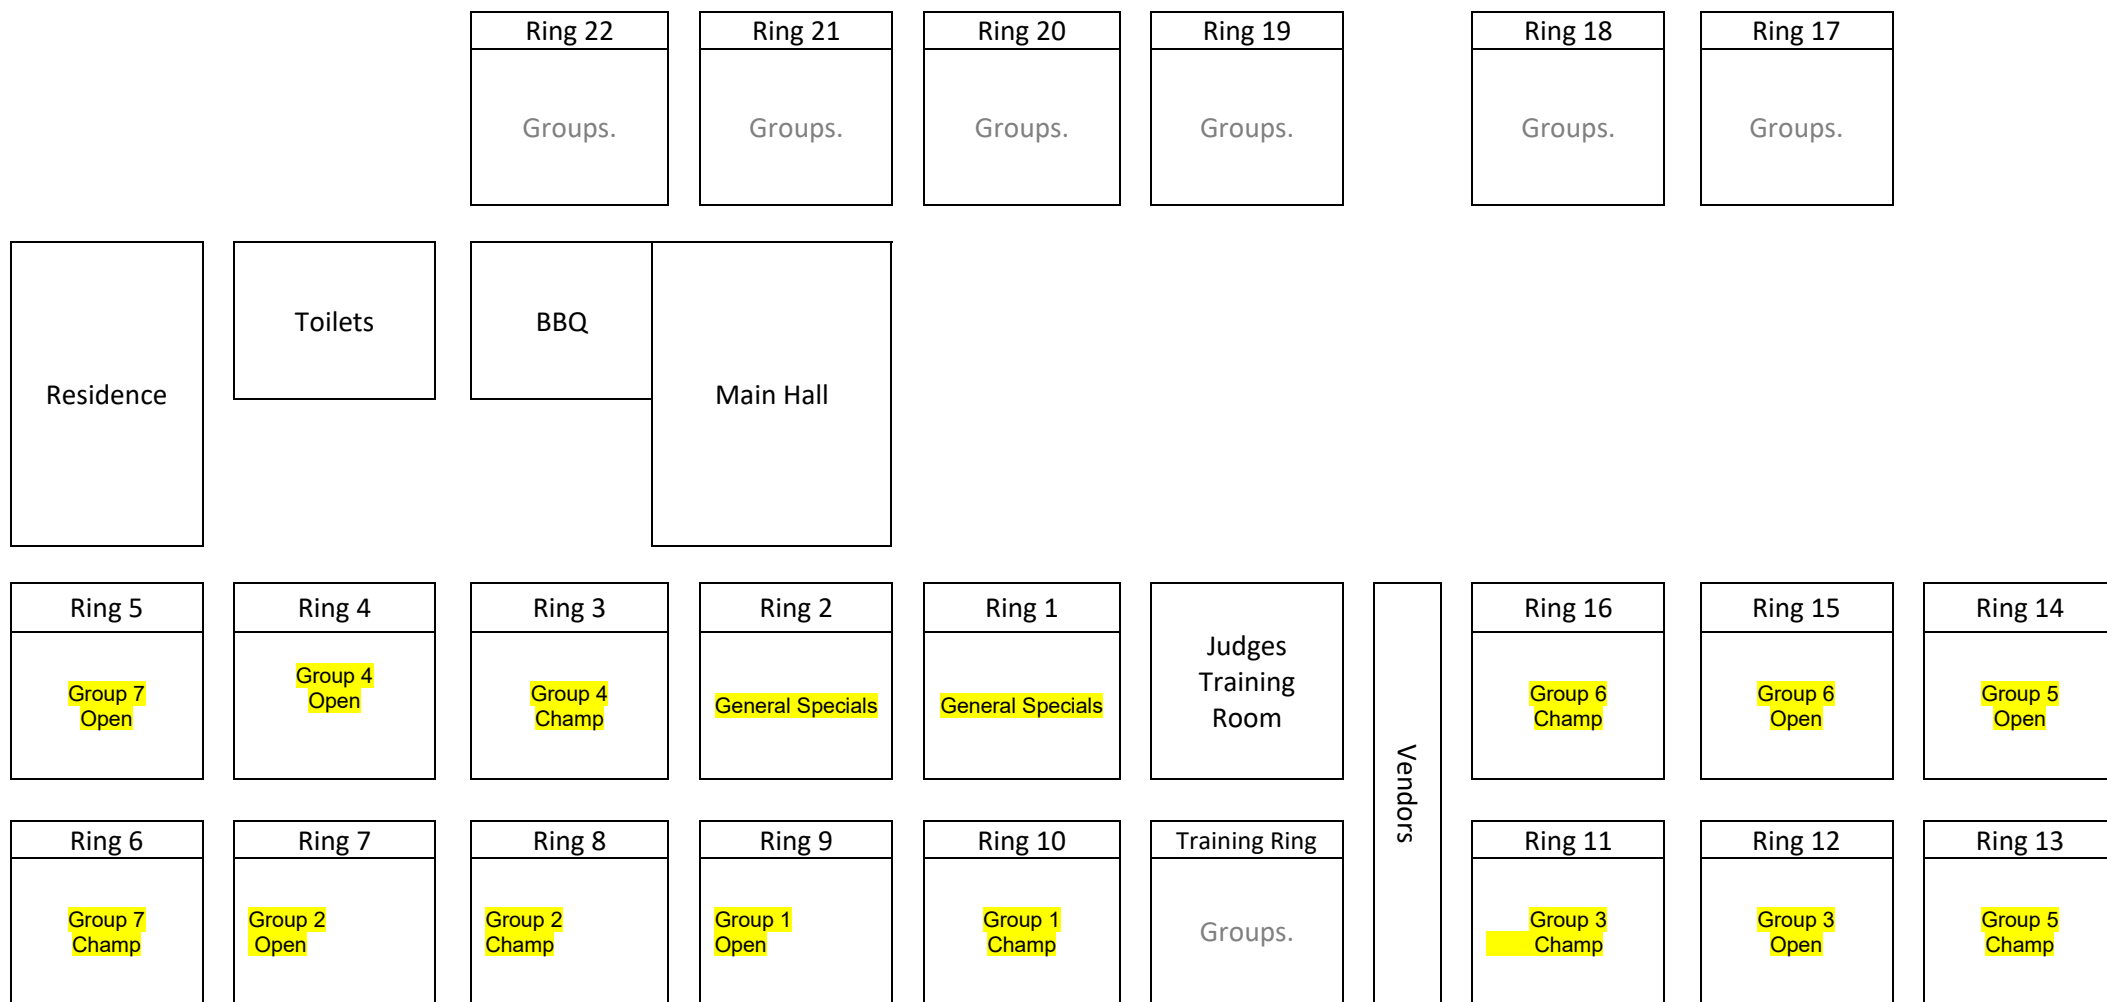 Ring 22
Ring 21
Ring 20
Ring 19
Ring 18
Ring 17
Groups.
Groups.
Groups.
Groups.
Groups.
Groups.
Residence
Toilets
BBQ
Main Hall
Ring 5
Ring 4
Ring 3
Ring 2
Ring 1
Judges
Training
Room
Vendors
Ring 16
Ring 15
Ring 14
Group 7
Open
Group 4
Open
Group 4
Champ
General Specials
General Specials
Group 6
Champ
Group 6
Open
Group 5
Open
Ring 6
Ring 7
Ring 8
Ring 9
Ring 10
Training Ring
Ring 11
Ring 12
Ring 13
Group 7
Champ
Group 2
Open
Group 2
Champ
Group 1
Open
Group 1
Champ
Groups.
Group 3
Champ
Group 3
Open
Group 5
Champ